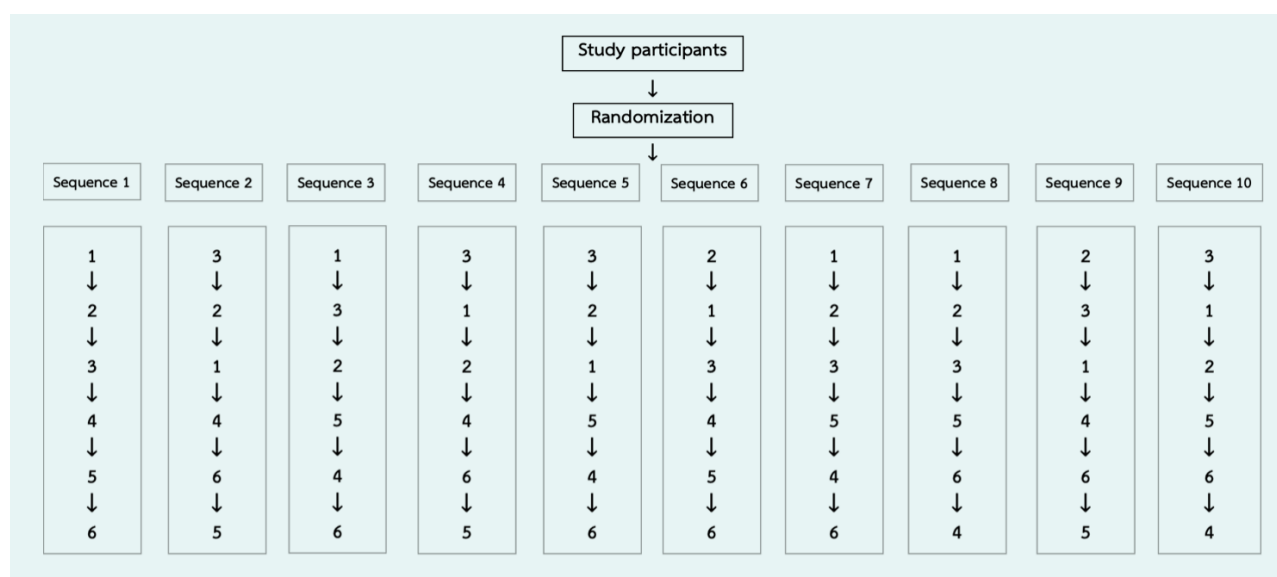 Study participants
↓
Randomization
↓
Sequence 1 Sequence 2 Sequence 3 Sequence 4 Sequence 5 Sequence 6 Sequence 7 Sequence 8 Sequence 9 Sequence 10
1 3 1 3 3 2 1 1 2 3
↓ ↓ ↓ ↓ ↓ ↓ ↓ ↓ ↓ ↓
2 2 3 1 2 1 2 2 3 1
↓ ↓ ↓ ↓ ↓ ↓ ↓ ↓ ↓ ↓
3 1 2 2 1 3 3 3 1 2
↓ ↓ ↓ ↓ ↓ ↓ ↓ ↓ ↓ ↓
4 4 5 4 5 4 5 5 4 5
↓ ↓ ↓ ↓ ↓ ↓ ↓ ↓ ↓ ↓
5 6 4 6 4 5 4 6 6 6
↓ ↓ ↓ ↓ ↓ ↓ ↓ ↓ ↓ ↓
6 5 6 5 6 6 6 4 5 4